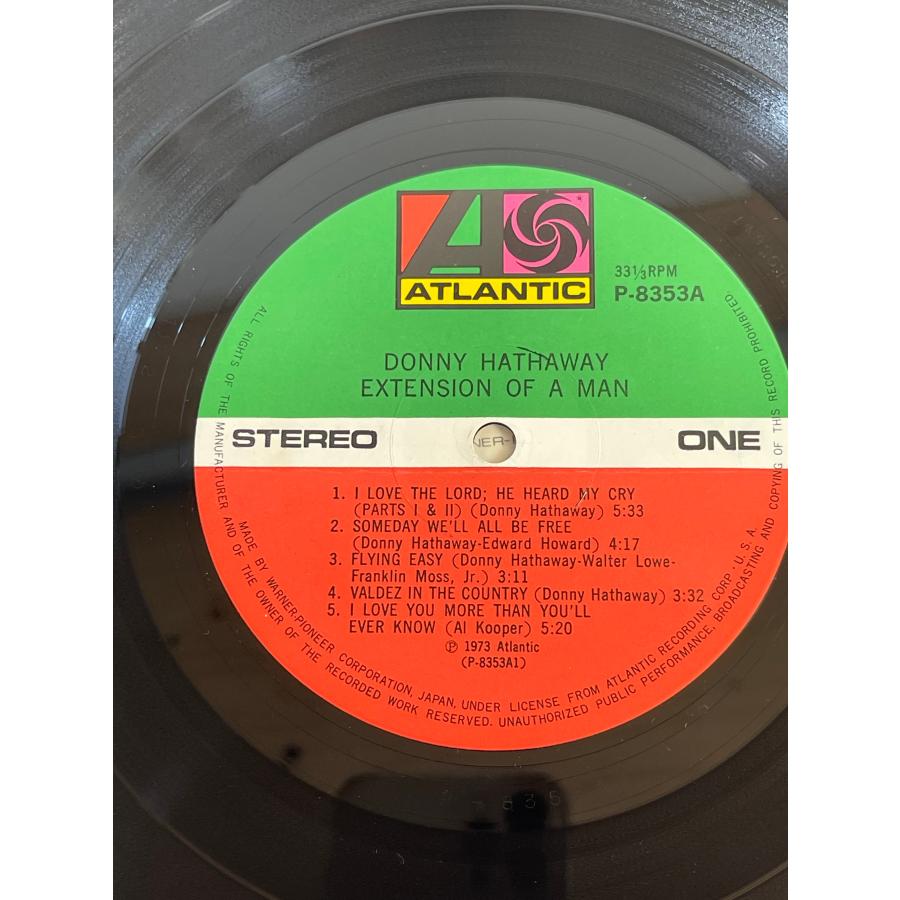 ATLANTIC
33⅓RPM
P-8353A
DONNY HATHAWAY
EXTENSION OF A MAN
STEREO
NER-
ONE
1. I LOVE THE LORD; HE HEARD MY CRY
(PARTS I & II) (Donny Hathaway) 5:33
2. SOMEDAY WE'LL ALL BE FREE
(Donny Hathaway-Edward Howard) 4:17
3. FLYING EASY (Donny Hathaway-Walter Lowe-
Franklin Moss, Jr.) 3:11
4. VALDEZ IN THE COUNTRY (Donny Hathaway) 3:32
5. I LOVE YOU MORE THAN YOU'LL
EVER KNOW (Al Kooper) 5:20
Ⓟ 1973 Atlantic
(P-8353A1)
MADE BY WARNER-PIONEER CORPORATION, JAPAN, UNDER LICENSE FROM ATLANTIC RECORDING CORP · U. S. A.
ALL RIGHTS OF THE MANUFACTURER AND OF THE OWNER OF THE RECORDED WORK RESERVED. UNAUTHORIZED PUBLIC PERFORMANCE, BROADCASTING AND COPYING OF THIS RECORD PROHIBITED.